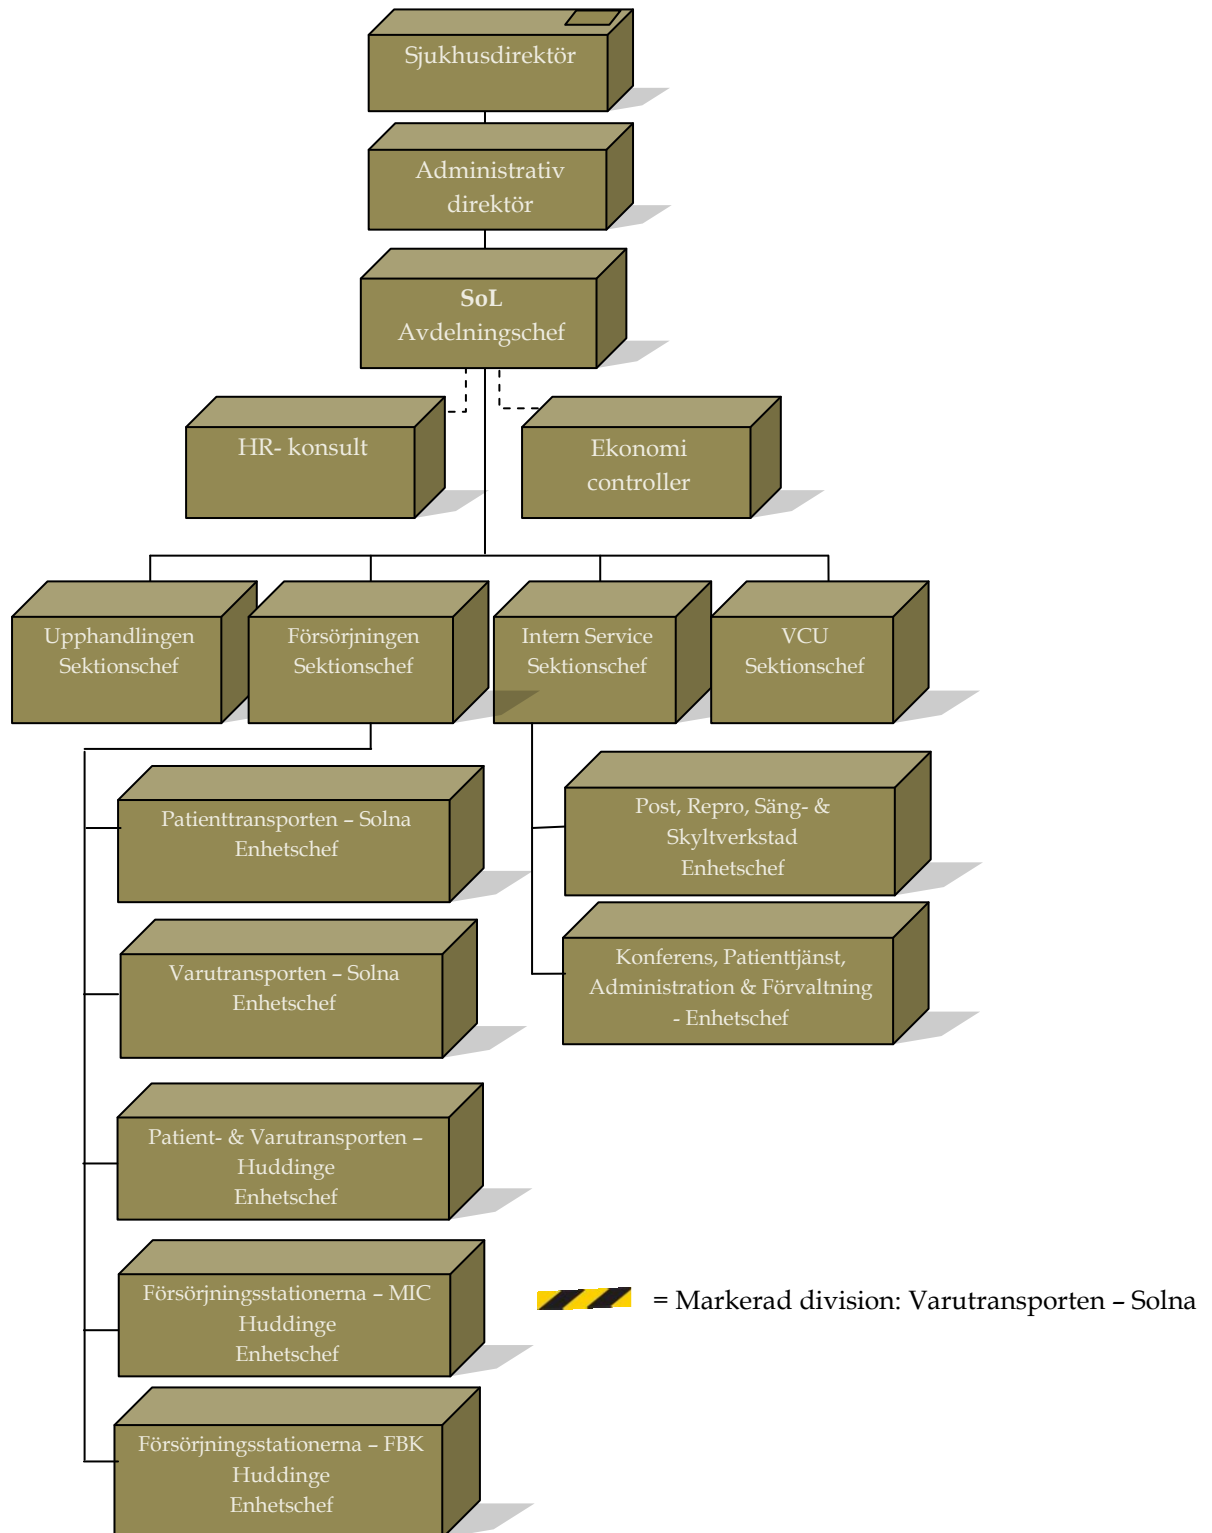 Sjukhusdirektör
Administrativ
direktör
SoL
Avdelningschef
HR- konsult
Ekonomi
controller
Upphandlingen
Sektionschef
Försörjningen
Sektionschef
Intern Service
Sektionschef
VCU
Sektionschef
Patienttransporten – Solna
Enhetschef
Varutransporten – Solna
Enhetschef
Patient- & Varutransporten –
Huddinge
Enhetschef
Försörjningsstationerna – MIC
Huddinge
Enhetschef
Försörjningsstationerna – FBK
Huddinge
Enhetschef
Post, Repro, Säng- &
Skyltverkstad
Enhetschef
Konferens, Patienttjänst,
Administration & Förvaltning
- Enhetschef
= Markerad division: Varutransporten – Solna